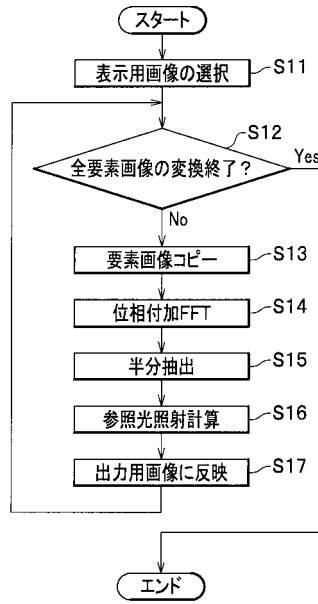 スタート
表示用画像の選択 S11
S12
全要素画像の変換終了? Yes
No
要素画像コピー S13
位相付加FFT S14
半分抽出 S15
参照光照射計算 S16
出力用画像に反映 S17
エンド